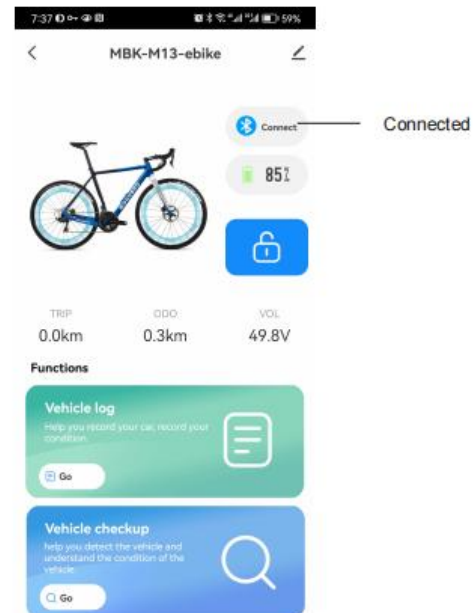 7:37 59%
MBK-M13-ebike
Connect
Connected
85%
TRIP ODO VOL
0.0km 0.3km 49.8V
Functions
Vehicle log
Help you record your car, record your
condition.
Go
Vehicle checkup
help you detect the vehicle and
understand the condition of the
vehicle.
Go